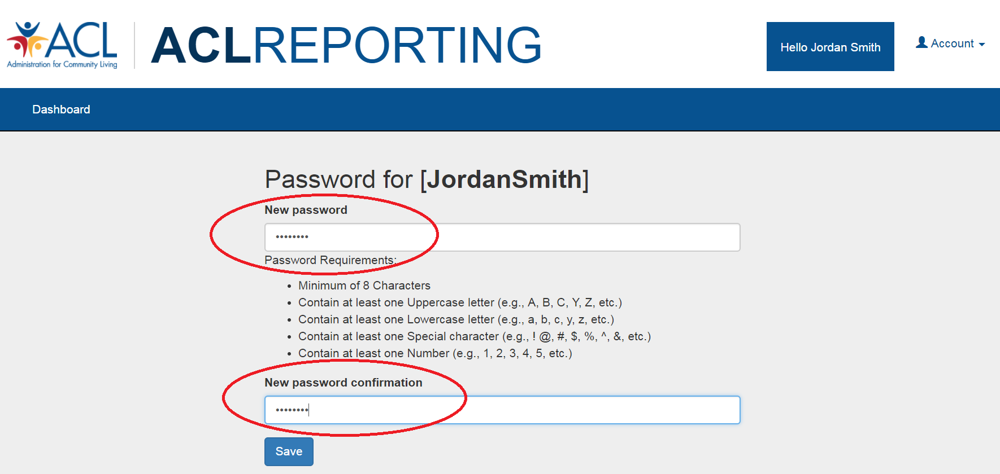 ACL
Administration for Community Living
ACLREPORTING
Hello Jordan Smith
Account
Dashboard
Password for [JordanSmith]
New password
••••••••
Password Requirements:
• Minimum of 8 Characters
• Contain at least one Uppercase letter (e.g., A, B, C, Y, Z, etc.)
• Contain at least one Lowercase letter (e.g., a, b, c, y, z, etc.)
• Contain at least one Special character (e.g., ! @, #, $, %, ^, &, etc.)
• Contain at least one Number (e.g., 1, 2, 3, 4, 5, etc.)
New password confirmation
••••••••
Save